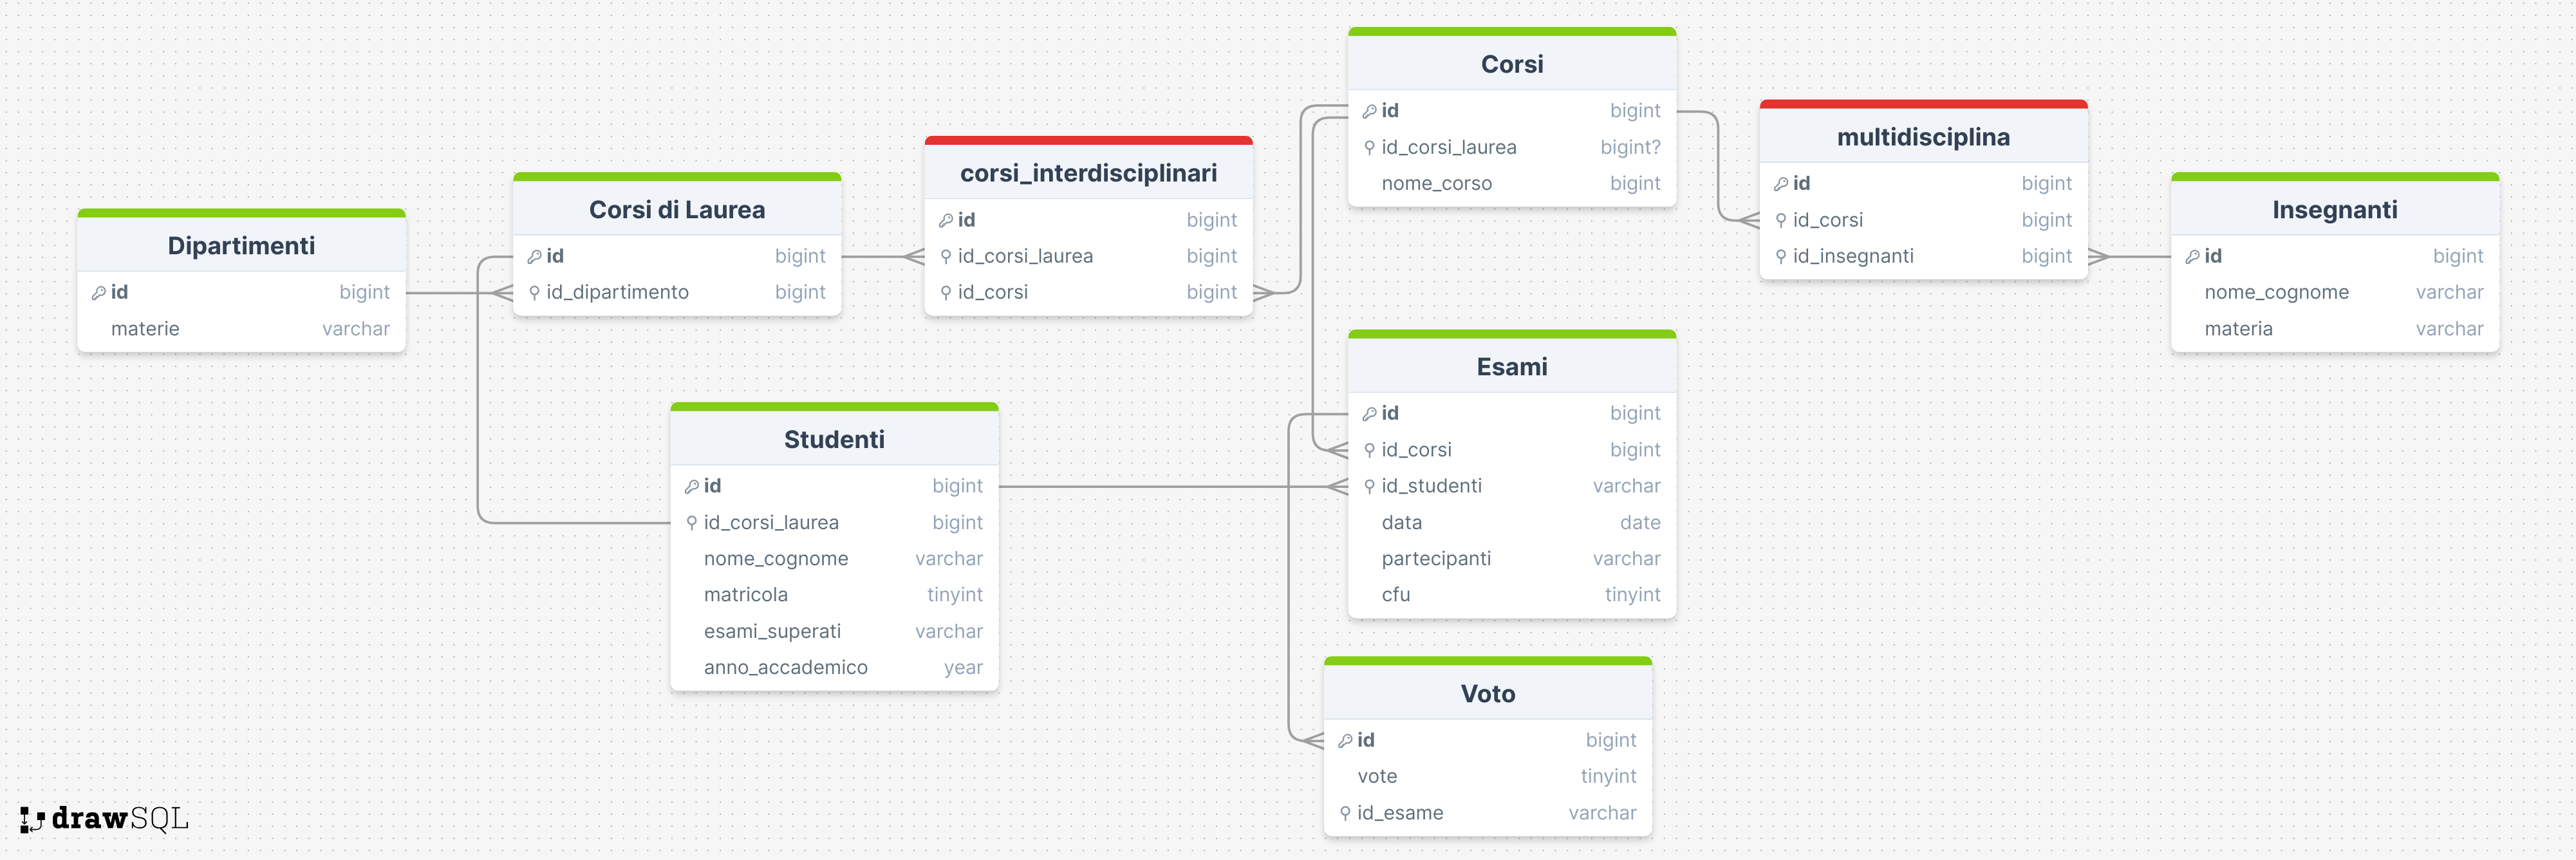 Dipartimenti
id bigint
materie varchar
Corsi di Laurea
id bigint
id_dipartimento bigint
corsi_interdisciplinari
id bigint
id_corsi_laurea bigint
id_corsi bigint
Corsi
id bigint
id_corsi_laurea bigint?
nome_corso bigint
multidisciplina
id bigint
id_corsi bigint
id_insegnanti bigint
Insegnanti
id bigint
nome_cognome varchar
materia varchar
Studenti
id bigint
id_corsi_laurea bigint
nome_cognome varchar
matricola tinyint
esami_superati varchar
anno_accademico year
Esami
id bigint
id_corsi bigint
id_studenti varchar
data date
partecipanti varchar
cfu tinyint
Voto
id bigint
vote tinyint
id_esame varchar
drawSQL